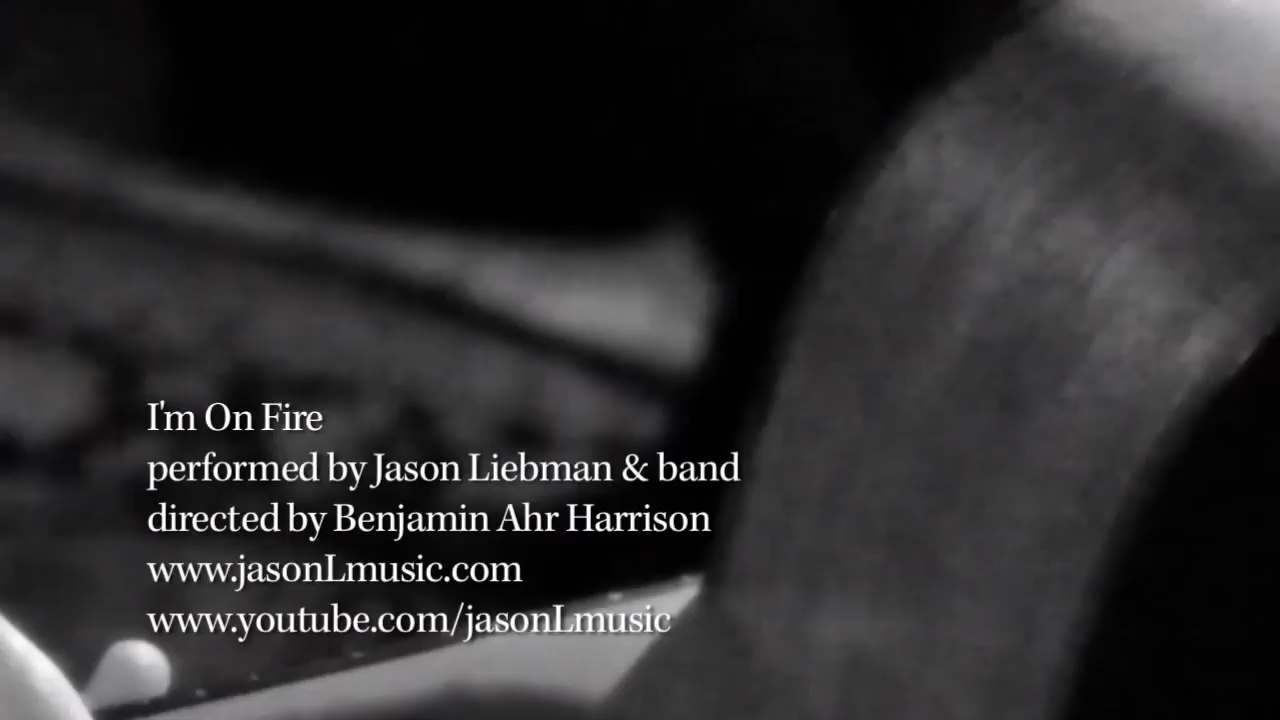 I'm On Fire
performed by Jason Liebman & band
directed by Benjamin Ahr Harrison
www.jasonLmusic.com
www.youtube.com/jasonLmusic